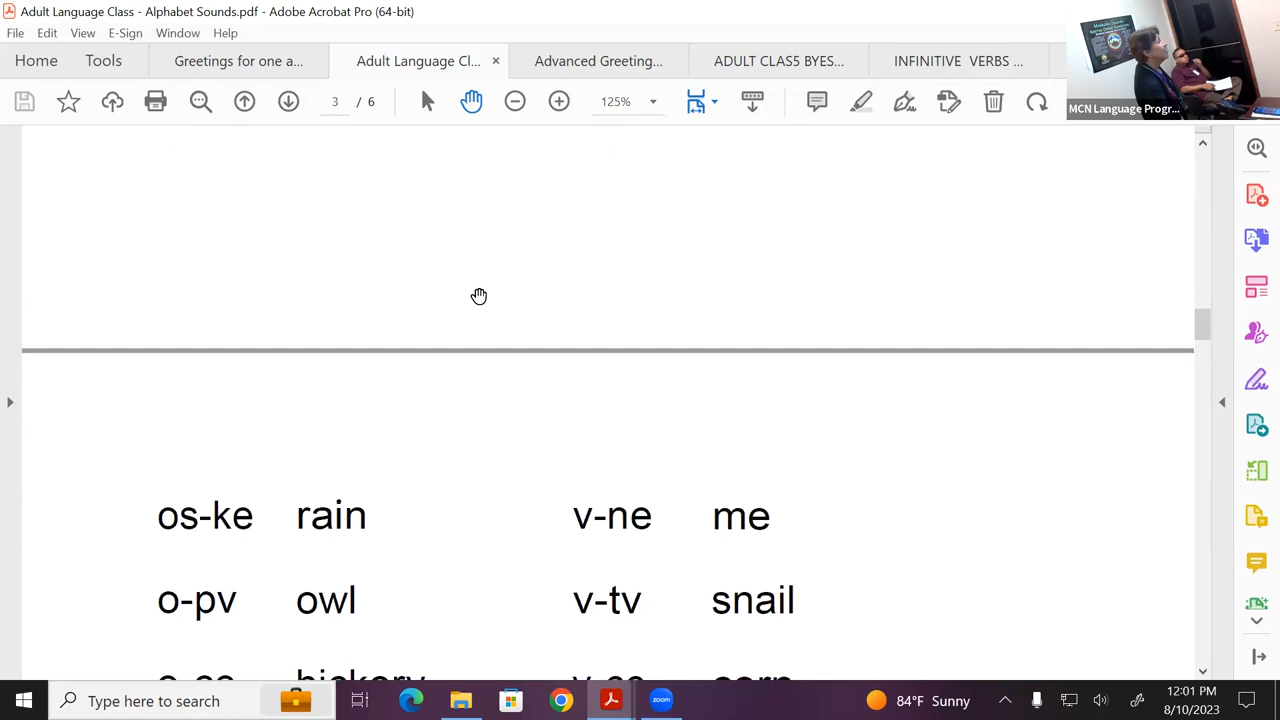 Adult Language Class - Alphabet Sounds.pdf - Adobe Acrobat Pro (64-bit)
File Edit View E-Sign Window Help
Home Tools Greetings for one a... Adult Language Cl... × Advanced Greeting... ADULT CLAS5 BYES... INFINITIVE VERBS ...
3 / 6 125%
MCN Language Progr...
os-ke rain v-ne me
o-pv owl v-tv snail
Type here to search
zoom
84°F Sunny
12:01 PM
8/10/2023